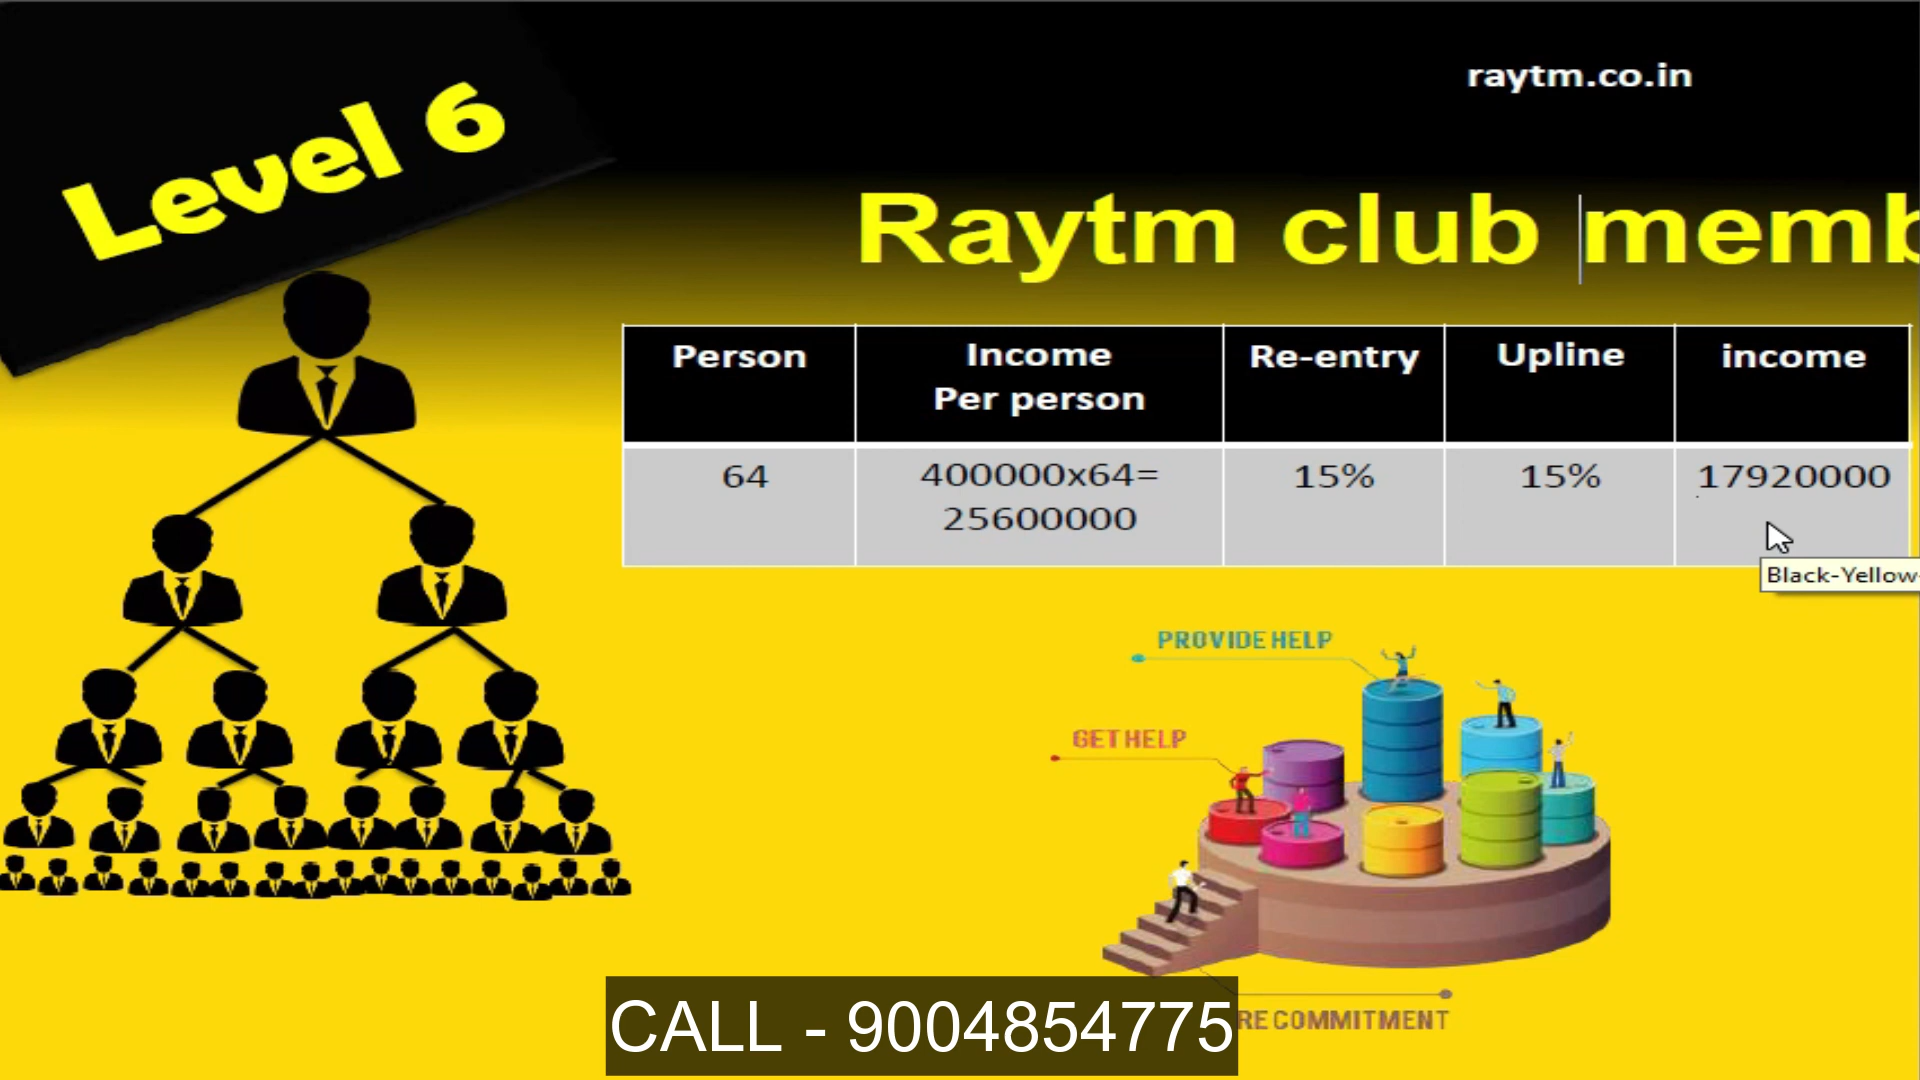 raytm.co.in
Level 6
Raytm club memb
Person
Income
Per person
Re-entry
Upline
income
64
400000x64=
25600000
15%
15%
17920000
Black-Yellow-
PROVIDE HELP
GET HELP
RE COMMITMENT
CALL - 9004854775